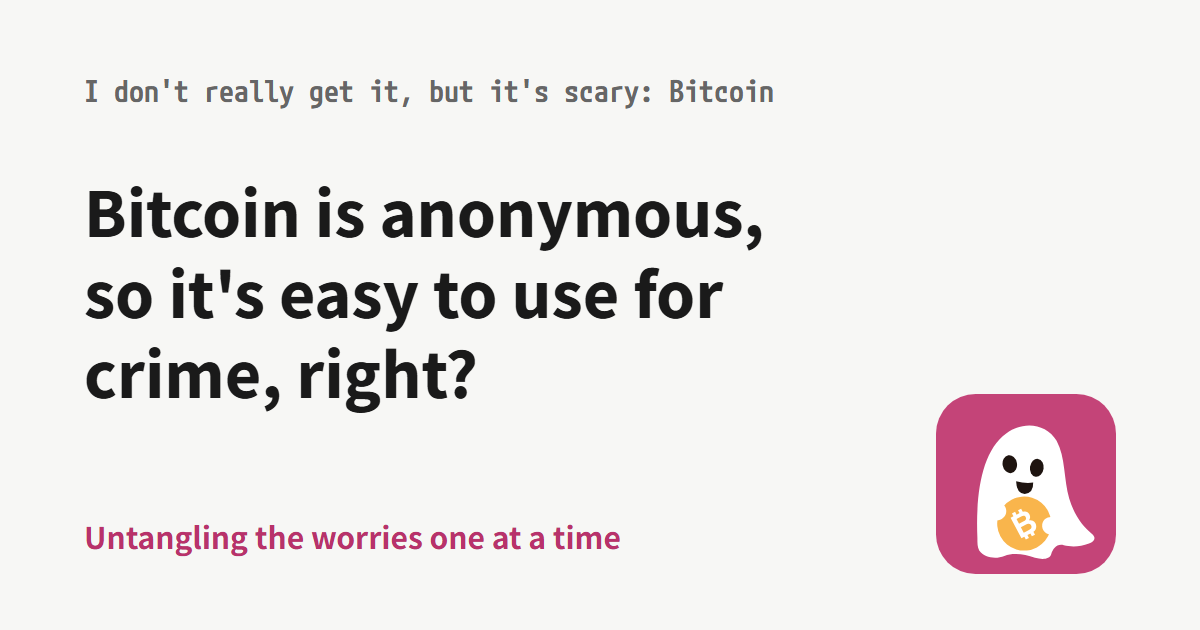 I don't really get it, but it's scary: Bitcoin
Bitcoin is anonymous,
so it's easy to use for
crime, right?
Untangling the worries one at a time